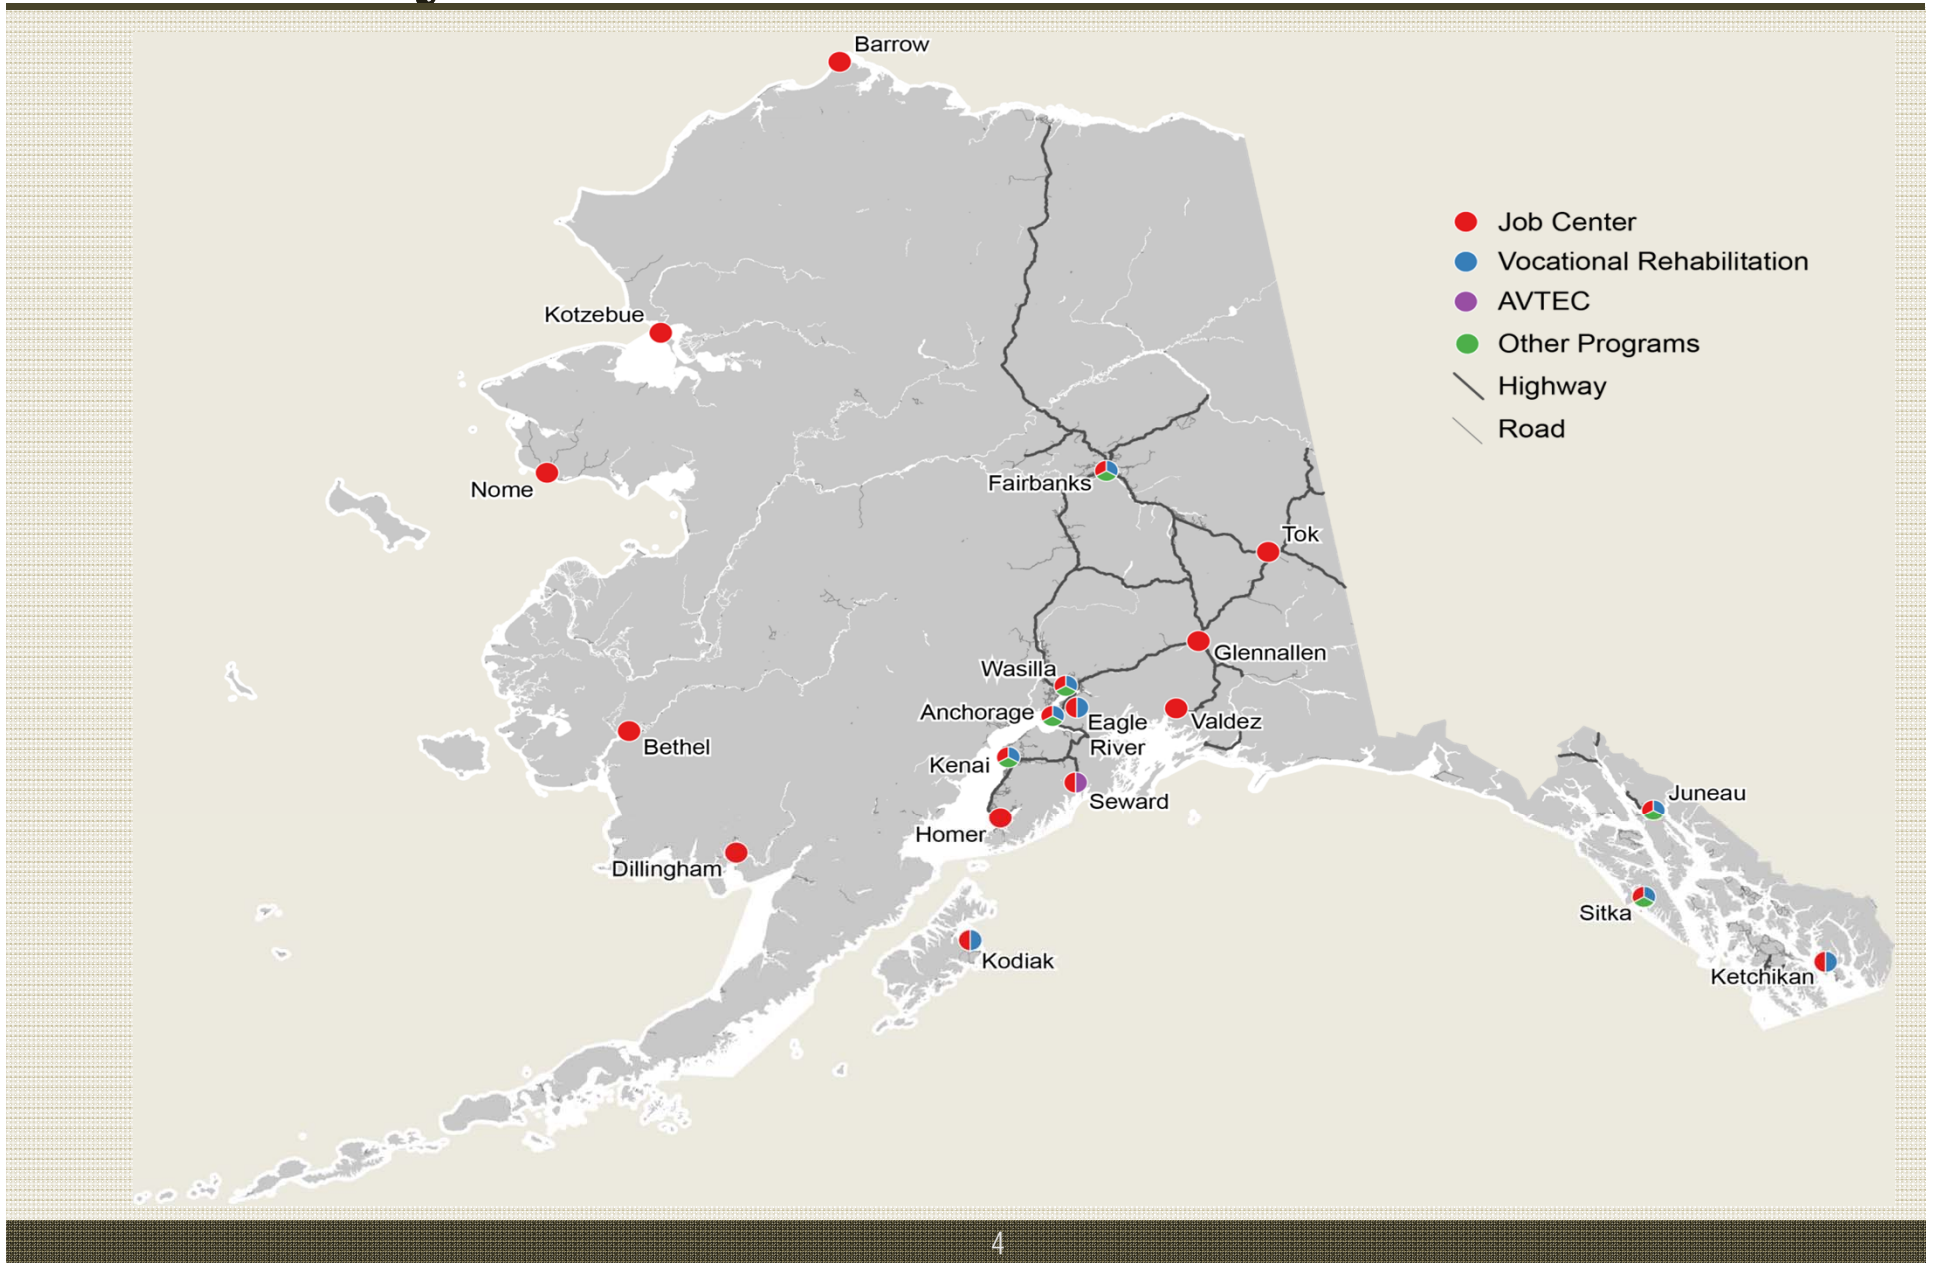 Barrow
Job Center
Vocational Rehabilitation
AVTEC
Other Programs
Highway
Road
Kotzebue
Nome
Fairbanks
Tok
Glennallen
Wasilla
Anchorage
Eagle
River
Valdez
Bethel
Kenai
Seward
Homer
Dillingham
Kodiak
Juneau
Sitka
Ketchikan
4